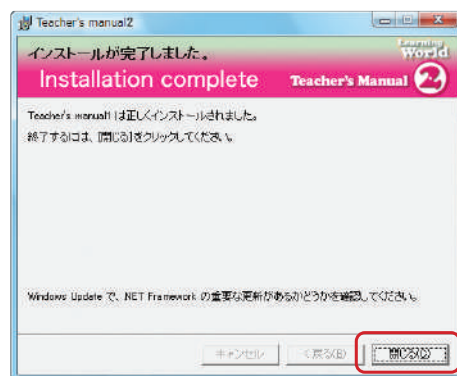 Teacher's manual2
インストールが完了しました。
Learning
World
Installation complete
Teacher's Manual 2
Teacher's manual1 は正しくインストールされました。
終了するには、[閉じる]をクリックしてください。
Windows Update で、.NET Framework の重要な更新があるかどうかを確認してください。
キャンセル
< 戻る(B)
閉じる(C)